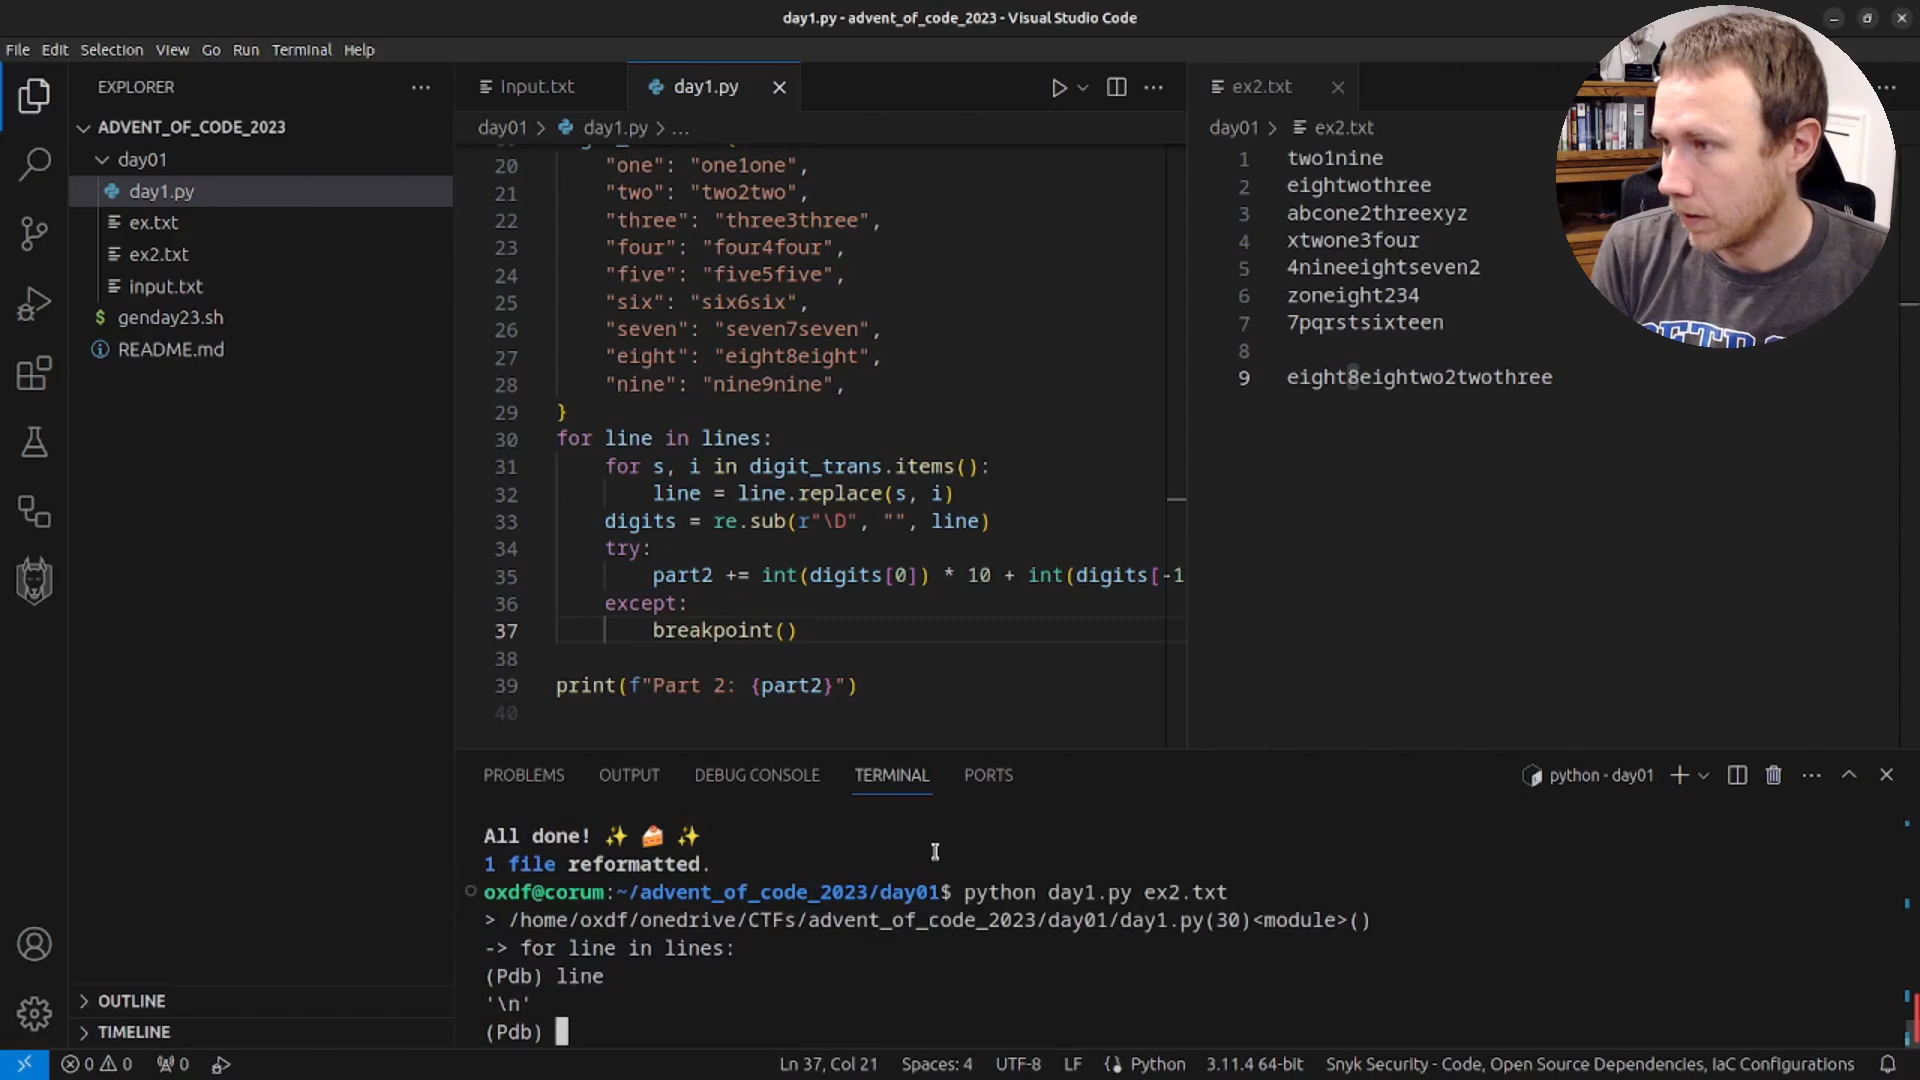 day1.py - advent_of_code_2023 - Visual Studio Code
File Edit Selection View Go Run Terminal Help
EXPLORER
ADVENT_OF_CODE_2023
day01
day1.py
ex.txt
ex2.txt
input.txt
genday23.sh
README.md
OUTLINE
TIMELINE
Input.txt
day1.py
day01 > day1.py > ...
20 "one": "one1one",
21 "two": "two2two",
22 "three": "three3three",
23 "four": "four4four",
24 "five": "five5five",
25 "six": "six6six",
26 "seven": "seven7seven",
27 "eight": "eight8eight",
28 "nine": "nine9nine",
29 }
30 for line in lines:
31 for s, i in digit_trans.items():
32 line = line.replace(s, i)
33 digits = re.sub(r"\D", "", line)
34 try:
35 part2 += int(digits[0]) * 10 + int(digits[-1
36 except:
37 breakpoint()
38
39 print(f"Part 2: {part2}")
40
ex2.txt
day01 > ex2.txt
1 two1nine
2 eightwothree
3 abcone2threexyz
4 xtwone3four
5 4nineeightseven2
6 zoneight234
7 7pqrstsixteen
8
9 eight8eightwo2twothree
PROBLEMS OUTPUT DEBUG CONSOLE TERMINAL PORTS
python - day01
All done! ✨ 🍰 ✨
1 file reformatted.
oxdf@corum:~/advent_of_code_2023/day01$ python day1.py ex2.txt
> /home/oxdf/onedrive/CTFs/advent_of_code_2023/day01/day1.py(30)<module>()
-> for line in lines:
(Pdb) line
'\n'
(Pdb)
0 0 0 Ln 37, Col 21 Spaces: 4 UTF-8 LF Python 3.11.4 64-bit Snyk Security - Code, Open Source Dependencies, IaC Configurations